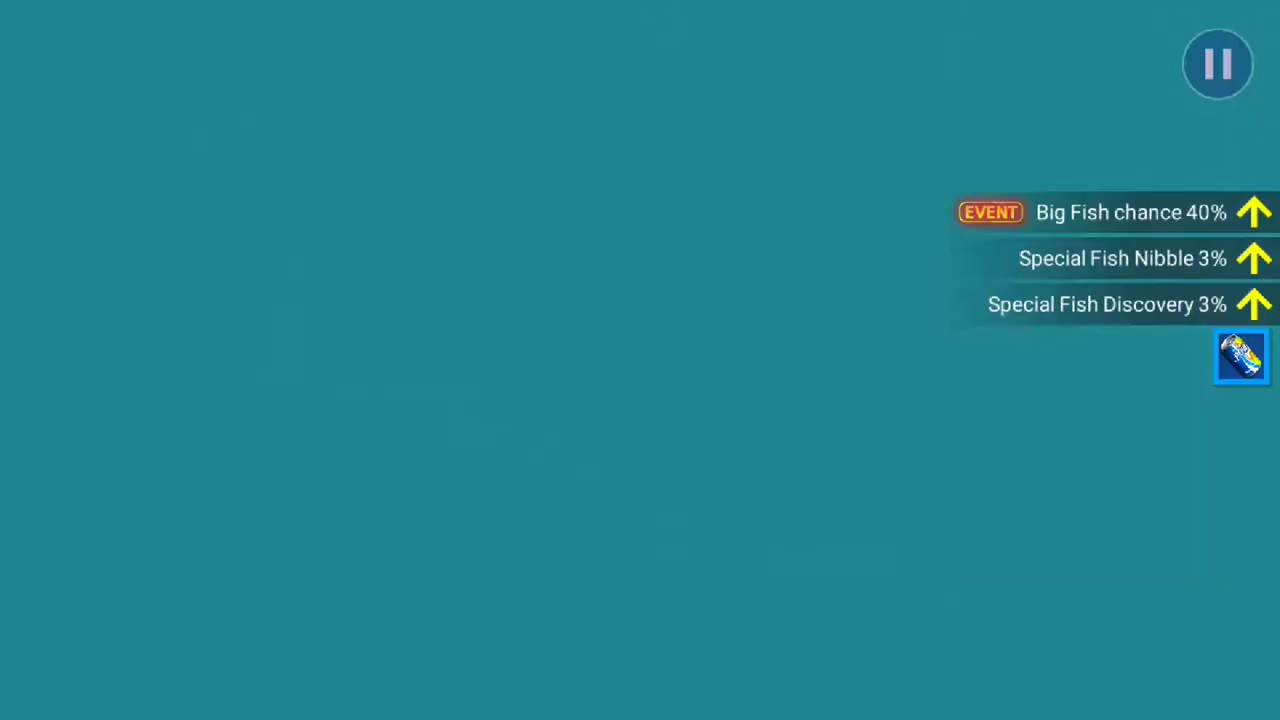 EVENT Big Fish chance 40%
Special Fish Nibble 3%
Special Fish Discovery 3%